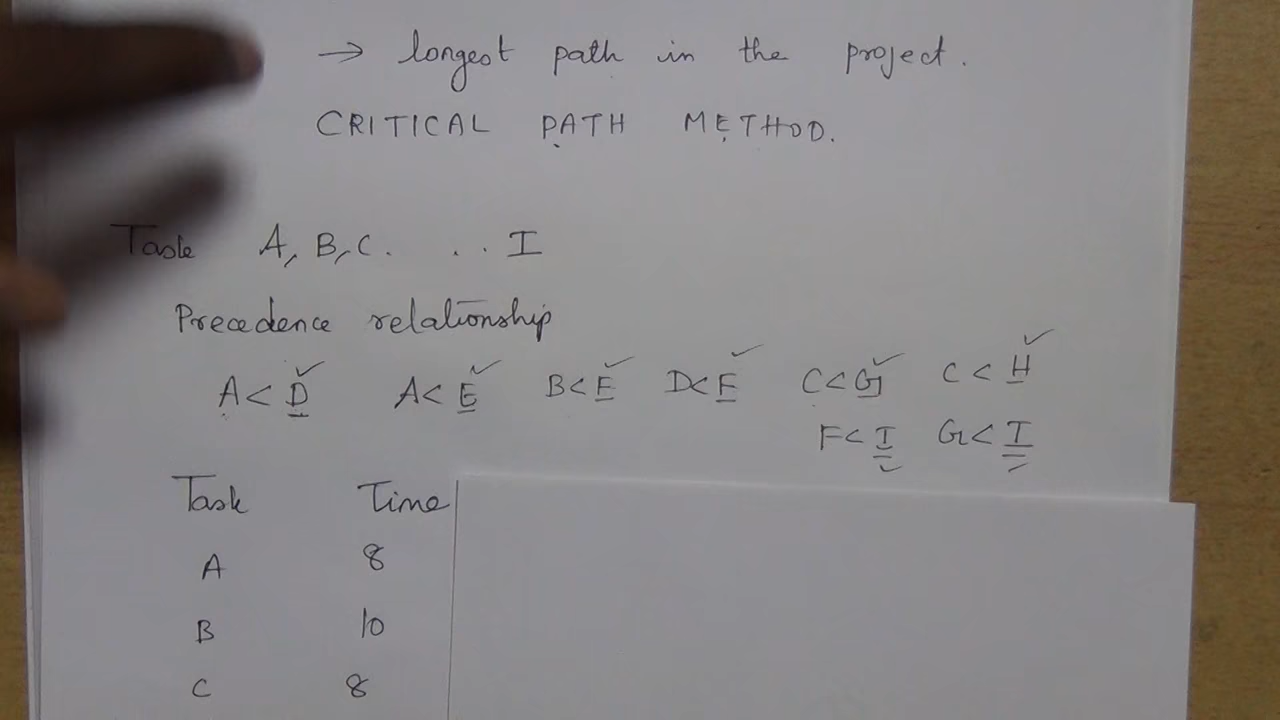 → longest path in the project.
CRITICAL PATH METHOD.
Task A, B, C. . . I
Precedence relationship
A < D ✓ A < E ✓ B < F ✓ D < F ✓ C < G ✓ C < H ✓
F < I ✓ G < I ✓
Task Time
A 8
B 10
C 8